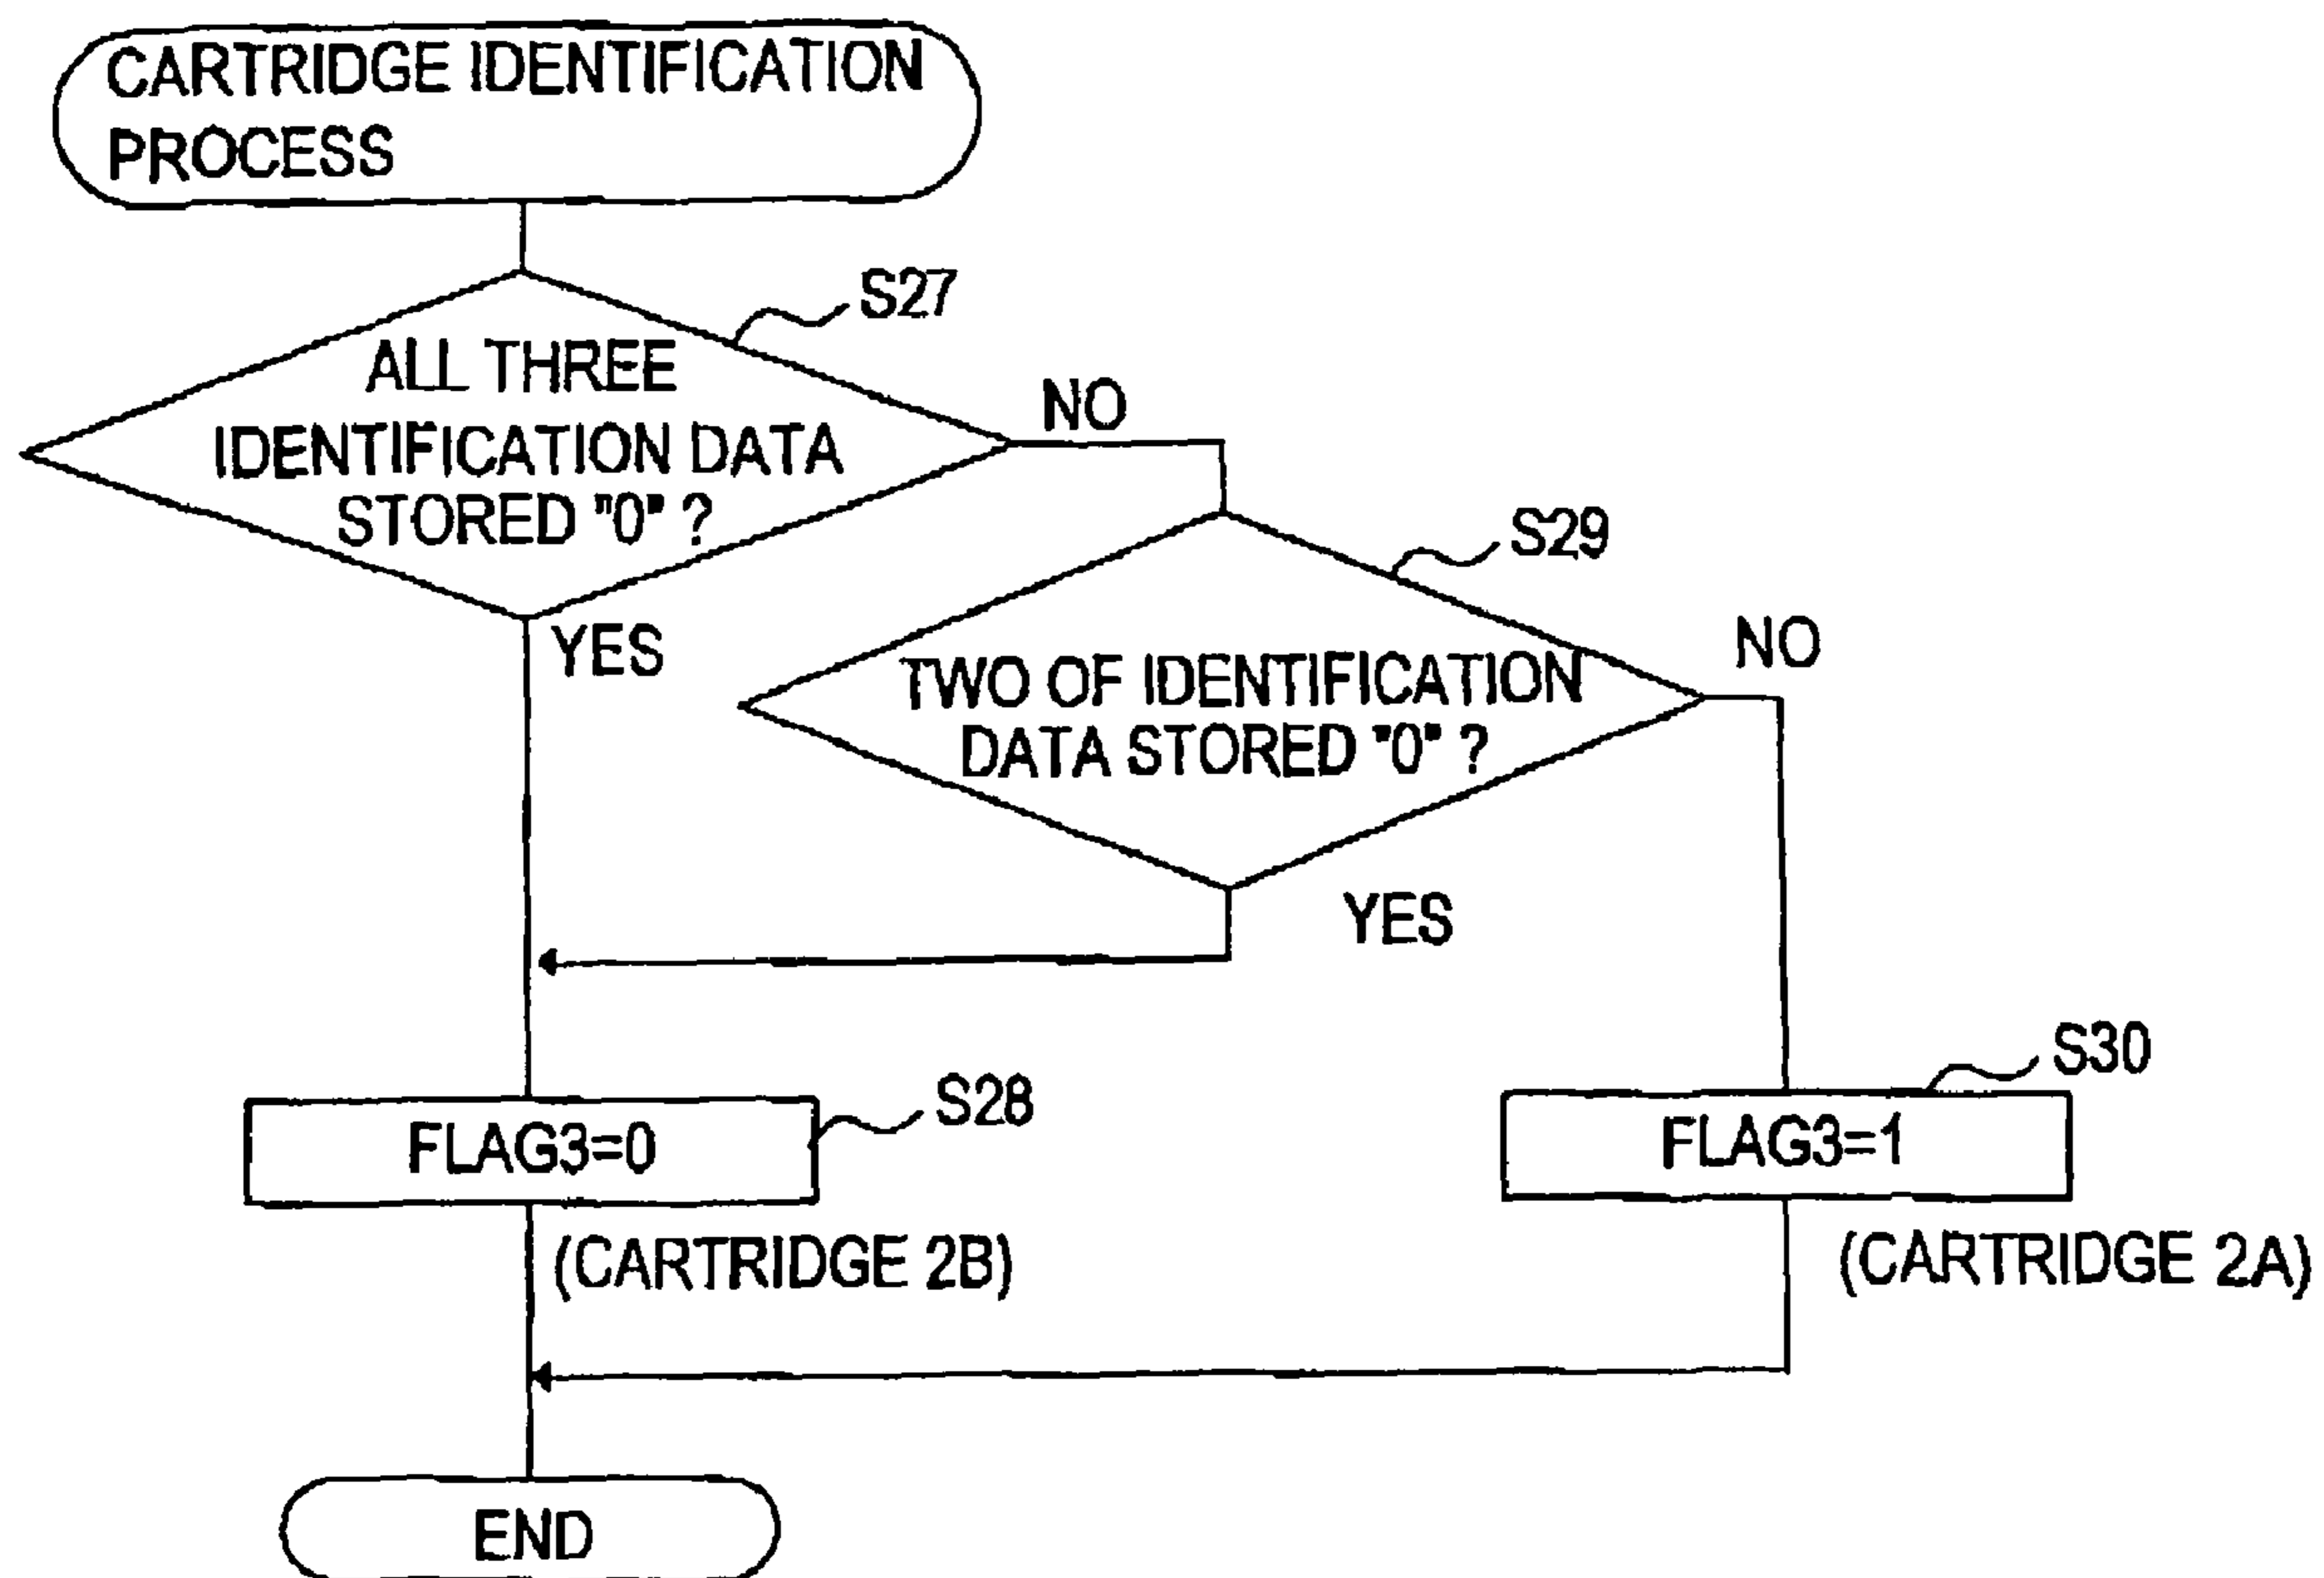 CARTRIDGE IDENTIFICATION
PROCESS
S27
ALL THREE
IDENTIFICATION DATA
STORED "0" ?
NO
YES
S29
TWO OF IDENTIFICATION
DATA STORED "0" ?
NO
YES
S28
FLAG3=0
(CARTRIDGE 2B)
S30
FLAG3=1
(CARTRIDGE 2A)
END